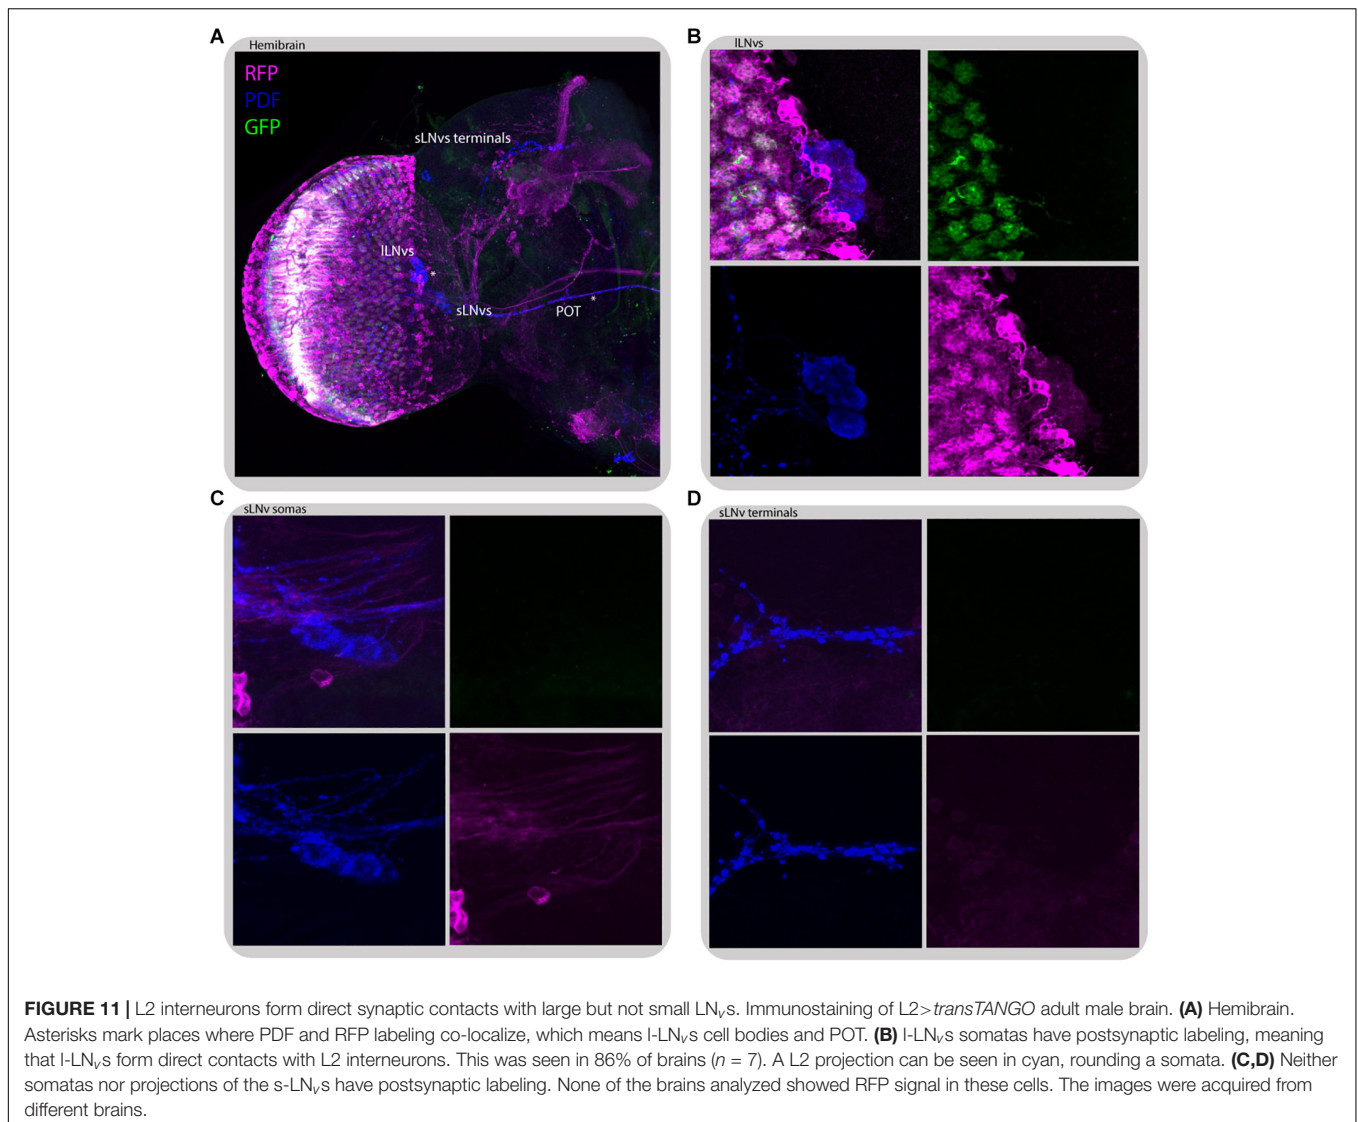 A
Hemibrain
RFP
PDF
GFP
sLNvs terminals
lLNvs
*
sLNvs
POT
*
B
lLNvs
C
sLNv somas
D
sLNv terminals
FIGURE 11 | L2 interneurons form direct synaptic contacts with large but not small LNvs. Immunostaining of L2>transTANGO adult male brain. (A) Hemibrain.
Asterisks mark places where PDF and RFP labeling co-localize, which means l-LNvs cell bodies and POT. (B) l-LNvs somatas have postsynaptic labeling, meaning
that l-LNvs form direct contacts with L2 interneurons. This was seen in 86% of brains (n = 7). A L2 projection can be seen in cyan, rounding a somata. (C,D) Neither
somatas nor projections of the s-LNvs have postsynaptic labeling. None of the brains analyzed showed RFP signal in these cells. The images were acquired from
different brains.